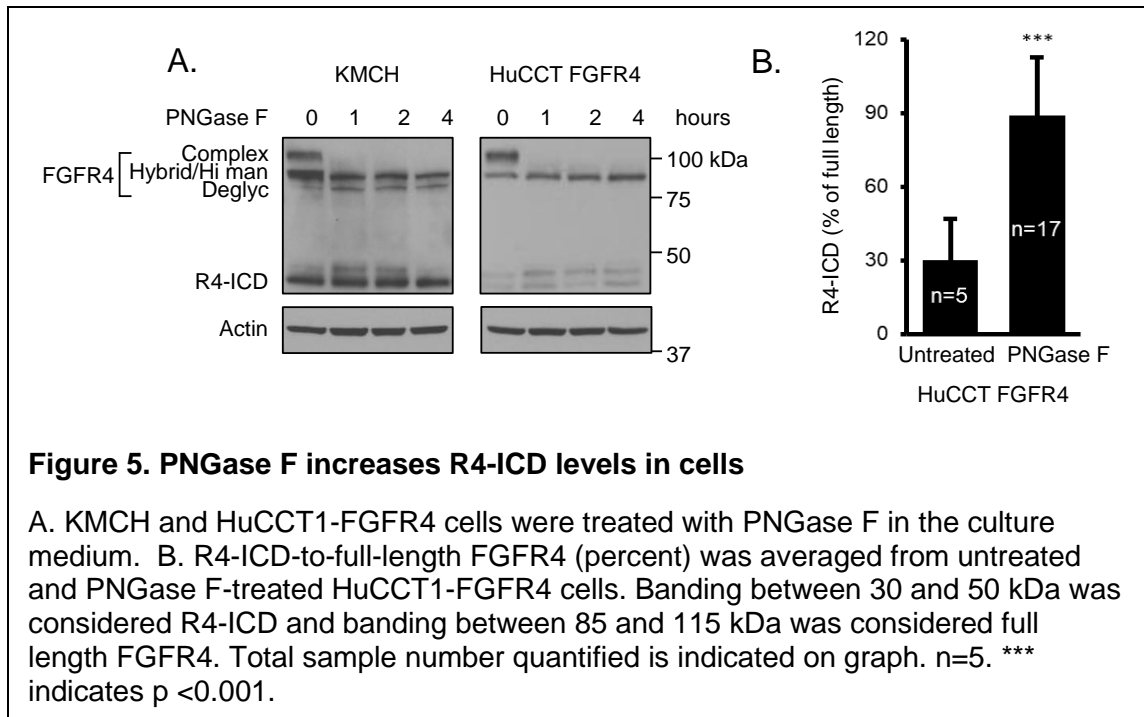 A.
KMCH HuCCT FGFR4
PNGase F 0 1 2 4 0 1 2 4 hours
FGFR4
Complex
Hybrid/Hi man
Deglyc
R4-ICD
Actin
100 kDa
75
50
37
B.
***
R4-ICD (% of full length)
120
90
60
30
0
n=5
n=17
Untreated PNGase F
HuCCT FGFR4
Figure 5. PNGase F increases R4-ICD levels in cells
A. KMCH and HuCCT1-FGFR4 cells were treated with PNGase F in the culture
medium. B. R4-ICD-to-full-length FGFR4 (percent) was averaged from untreated
and PNGase F-treated HuCCT1-FGFR4 cells. Banding between 30 and 50 kDa was
considered R4-ICD and banding between 85 and 115 kDa was considered full
length FGFR4. Total sample number quantified is indicated on graph. n=5. ***
indicates p <0.001.